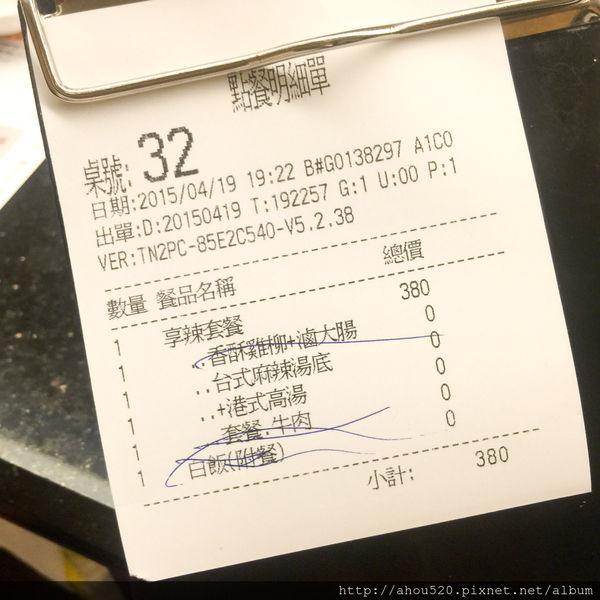 點餐明細單
桌號:32
日期:2015/04/19 19:22 B#G0138297 A1C0
出單:D:20150419 T:192257 G:1 U:00 P:1
VER:TN2PC-85E2C540-V5.2.38
數量 餐品名稱 總價
1 享辣套餐 380
1 ..香酥雞柳+滷大腸 0
1 ..台式麻辣湯底 0
1 ..+港式高湯 0
1 套餐.牛肉 0
1 白飯(附餐) 0
小計: 380
http://ahou520.pixnet.net/album